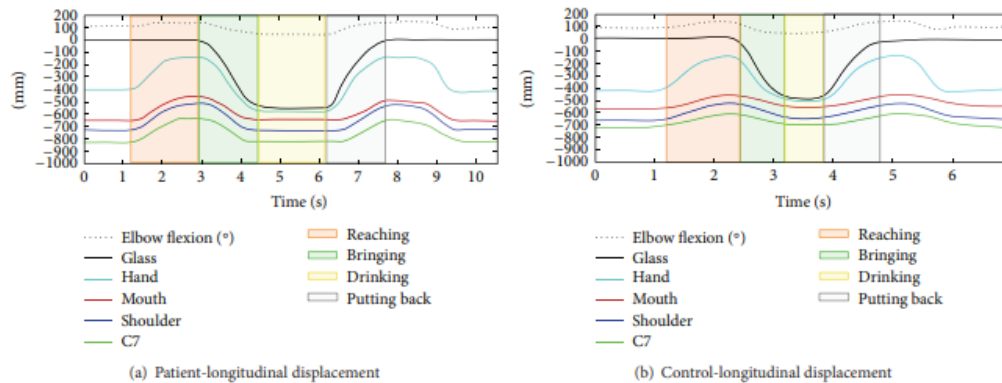 200
100
0
−100
−200
−300
−400
−500
−600
−700
−800
−900
−1000
(mm)
0 1 2 3 4 5 6 7 8 9 10
Time (s)
Elbow flexion (°)
Glass
Hand
Mouth
Shoulder
C7
Reaching
Bringing
Drinking
Putting back
(a) Patient-longitudinal displacement
200
100
0
−100
−200
−300
−400
−500
−600
−700
−800
−900
−1000
(mm)
0 2 4 6
Time (s)
Elbow flexion (°)
Glass
Hand
Mouth
Shoulder
C7
Reaching
Bringing
Drinking
Putting back
(b) Control-longitudinal displacement